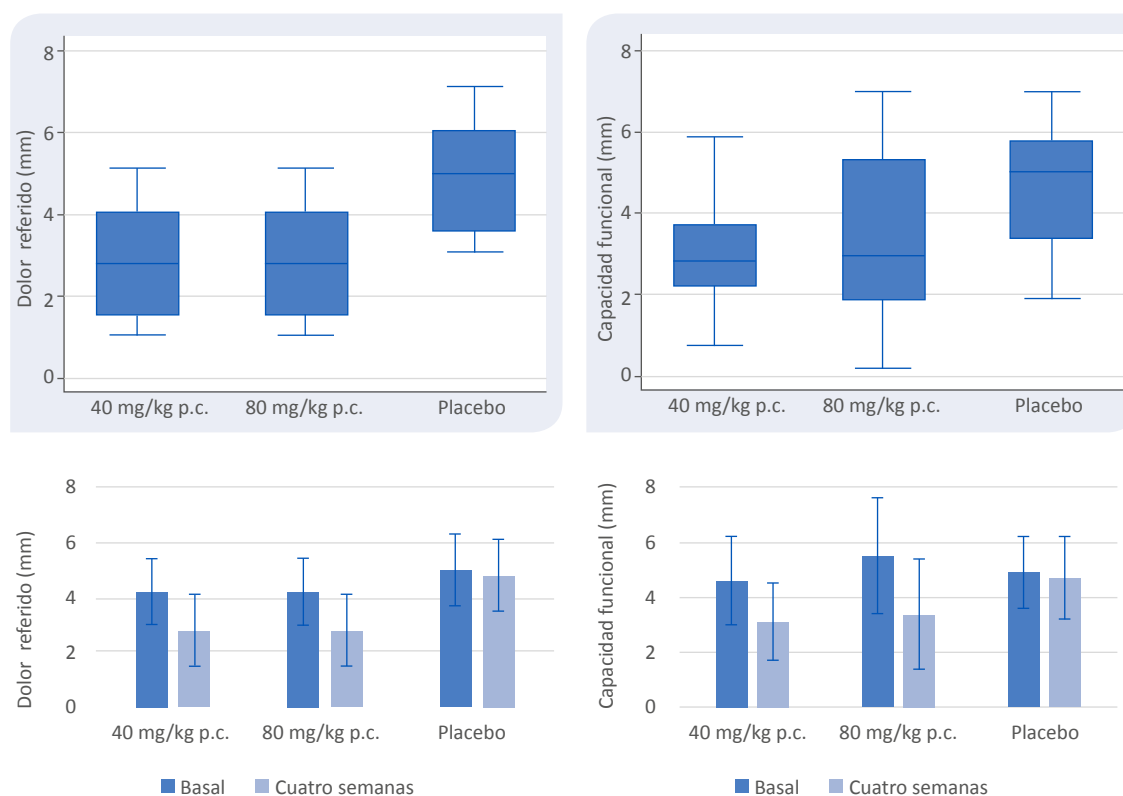 Dolor referido (mm)
8
6
4
2
0
40 mg/kg p.c.
80 mg/kg p.c.
Placebo
Capacidad funcional (mm)
8
6
4
2
0
40 mg/kg p.c.
80 mg/kg p.c.
Placebo
Dolor referido (mm)
8
6
4
2
0
40 mg/kg p.c.
80 mg/kg p.c.
Placebo
Basal
Cuatro semanas
Capacidad funcional (mm)
8
6
4
2
0
40 mg/kg p.c.
80 mg/kg p.c.
Placebo
Basal
Cuatro semanas